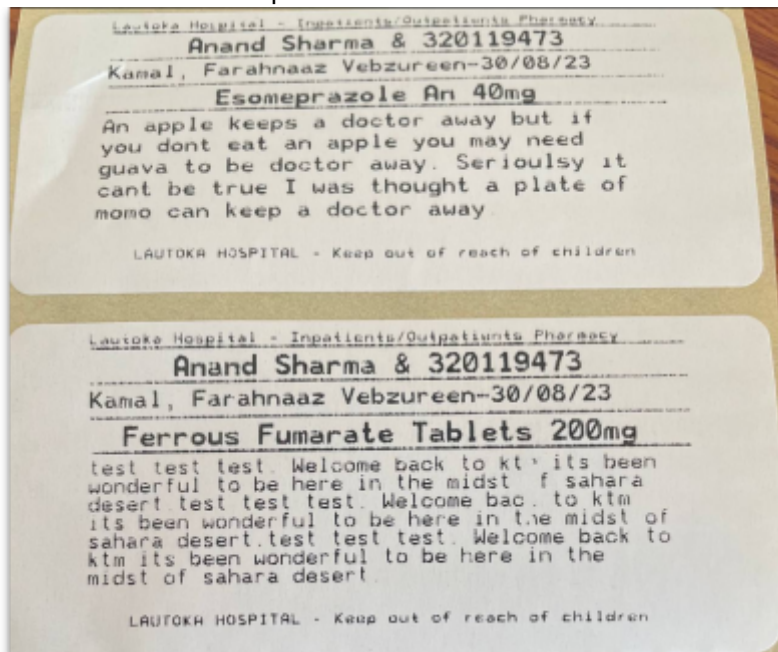 Lautoka Hospital - Inpatients/Outpatients Pharmacy
Anand Sharma & 320119473
Kamal, Farahnaaz Vebzureen-30/08/23
Esomeprazole An 40mg
An apple keeps a doctor away but if
you dont eat an apple you may need
guava to be doctor away. Serioulsy it
cant be true I was thought a plate of
momo can keep a doctor away
LAUTOKA HOSPITAL - Keep out of reach of children
Lautoka Hospital - Inpatients/Outpatients Pharmacy
Anand Sharma & 320119473
Kamal, Farahnaaz Vebzureen-30/08/23
Ferrous Fumarate Tablets 200mg
test test test. Welcome back to kt its been
wonderful to be here in the midst f sahara
desert.test test test. Welcome bac. to ktm
its been wonderful to be here in the midst of
sahara desert.test test test. Welcome back to
ktm its been wonderful to be here in the
midst of sahara desert.
LAUTOKA HOSPITAL - Keep out of reach of children